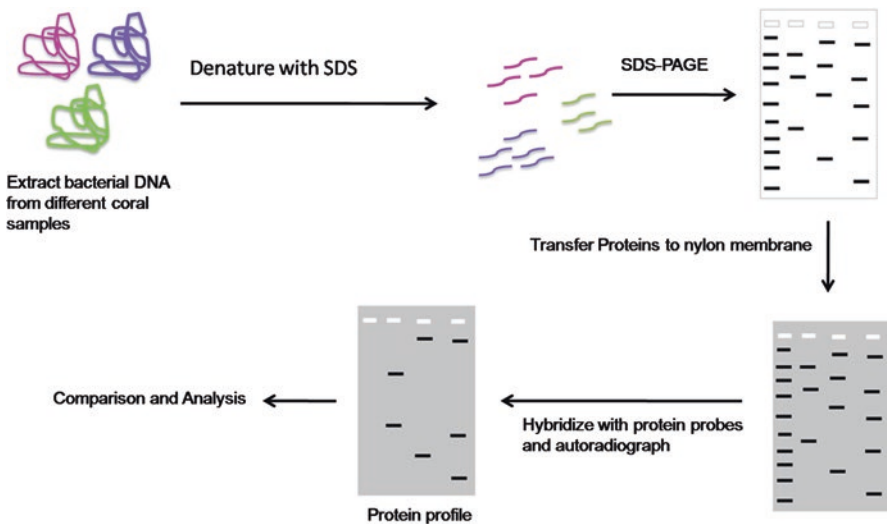 Denature with SDS
SDS-PAGE
Extract bacterial DNA
from different coral
samples
Transfer Proteins to nylon membrane
Comparison and Analysis
Hybridize with protein probes
and autoradiograph
Protein profile